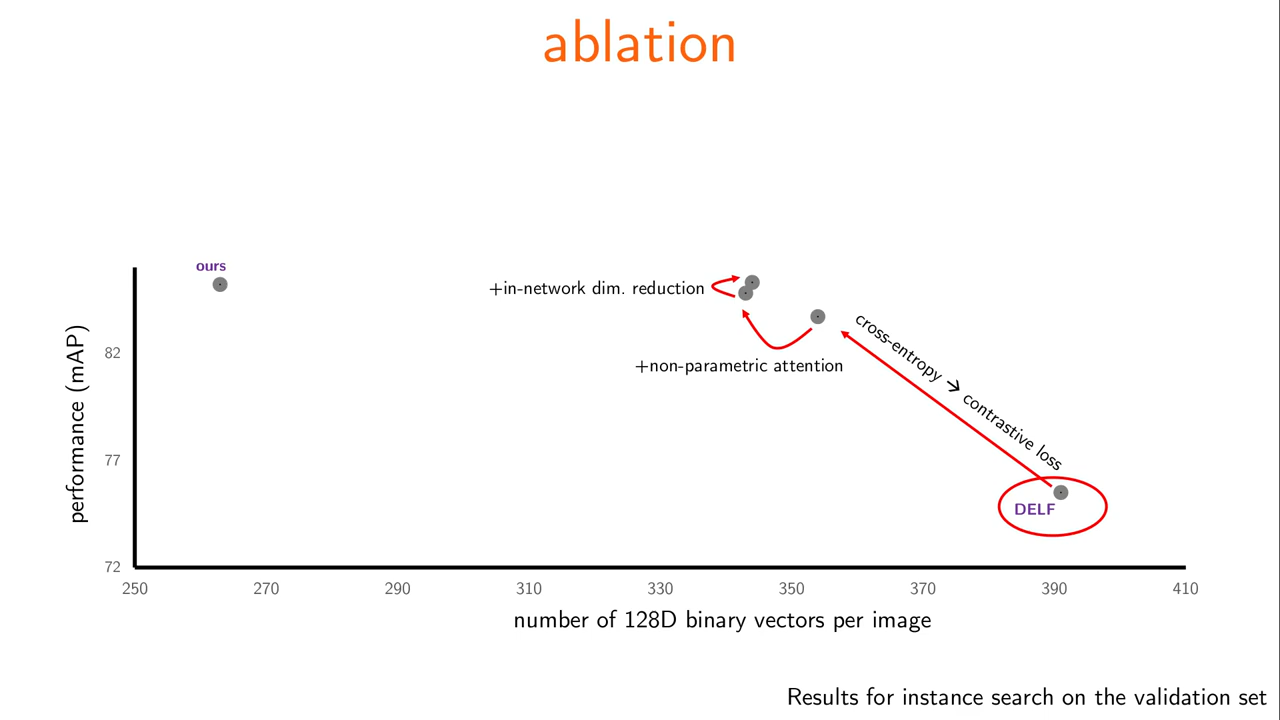 ablation
ours
+in-network dim. reduction
+non-parametric attention
cross-entropy → contrastive loss
DELF
performance (mAP)
82
77
72
250 270 290 310 330 350 370 390 410
number of 128D binary vectors per image
Results for instance search on the validation set